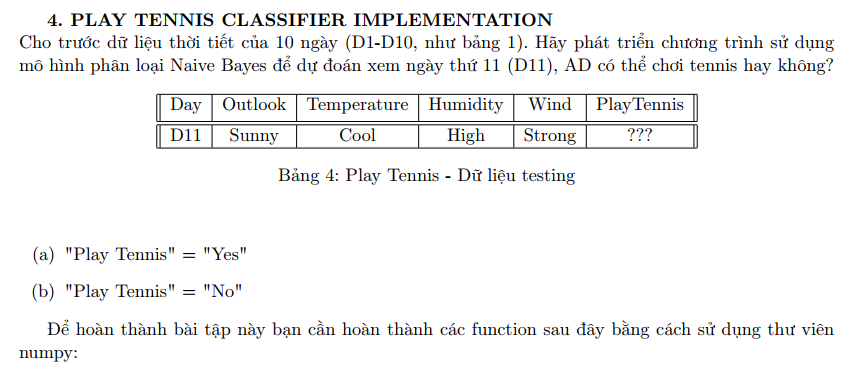 4. PLAY TENNIS CLASSIFIER IMPLEMENTATION
Cho trước dữ liệu thời tiết của 10 ngày (D1-D10, như bảng 1). Hãy phát triển chương trình sử dụng
mô hình phân loại Naive Bayes để dự đoán xem ngày thứ 11 (D11), AD có thể chơi tennis hay không?
Day Outlook Temperature Humidity Wind PlayTennis
D11 Sunny Cool High Strong ???
Bảng 4: Play Tennis - Dữ liệu testing
(a) "Play Tennis" = "Yes"
(b) "Play Tennis" = "No"
Để hoàn thành bài tập này bạn cần hoàn thành các function sau đây bằng cách sử dụng thư viên
numpy: